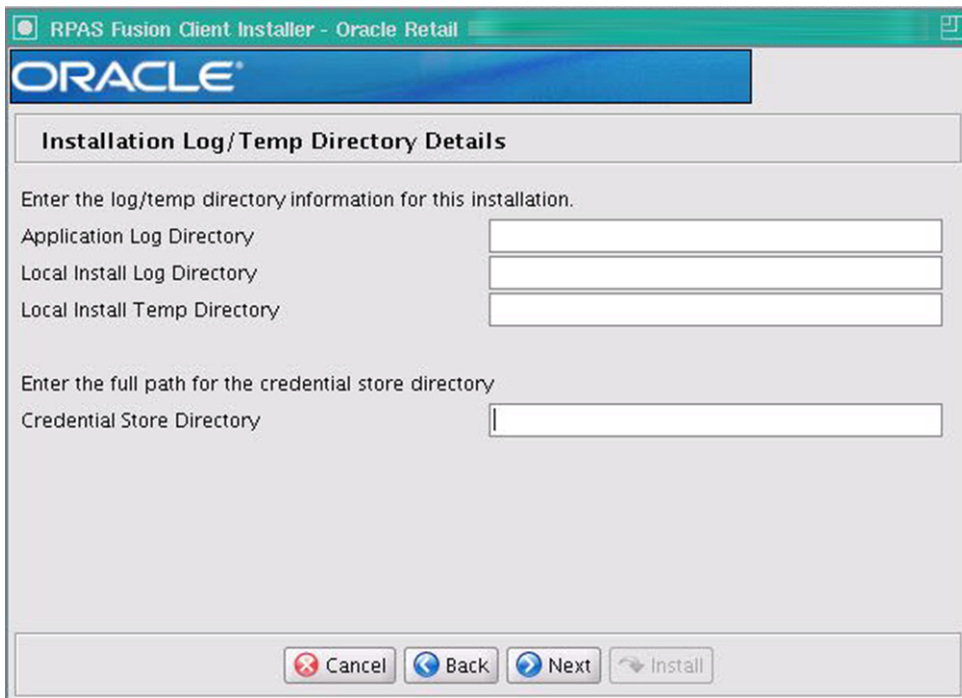 RPAS Fusion Client Installer - Oracle Retail
ORACLE®
Installation Log/Temp Directory Details
Enter the log/temp directory information for this installation.
Application Log Directory
Local Install Log Directory
Local Install Temp Directory
Enter the full path for the credential store directory
Credential Store Directory
Cancel Back Next Install